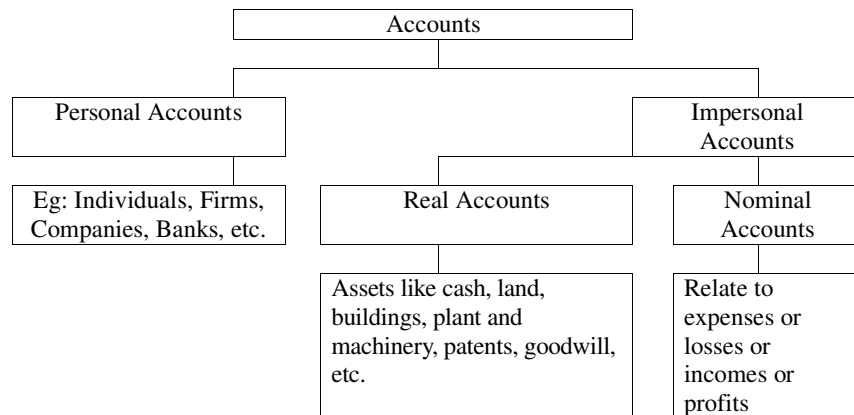 Accounts
Personal Accounts
Impersonal
Accounts
Eg: Individuals, Firms,
Companies, Banks, etc.
Real Accounts
Nominal
Accounts
Assets like cash, land,
buildings, plant and
machinery, patents, goodwill,
etc.
Relate to
expenses or
losses or
incomes or
profits